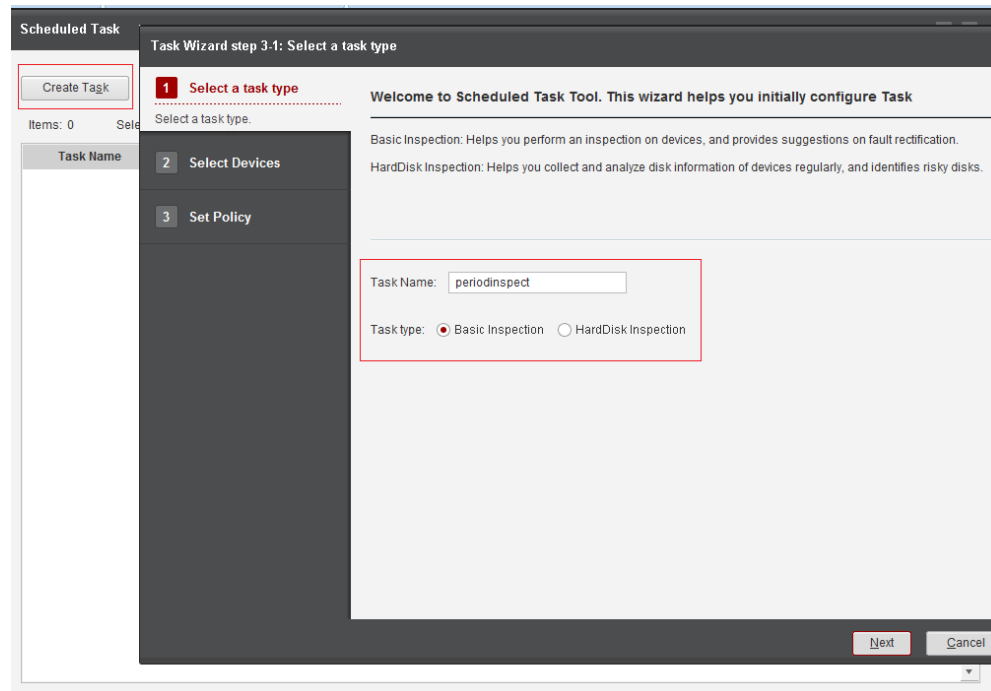 Scheduled Task
Create Task
Items: 0 Sele
Task Name
Task Wizard step 3-1: Select a task type
1 Select a task type
Select a task type.
2 Select Devices
3 Set Policy
Welcome to Scheduled Task Tool. This wizard helps you initially configure Task
Basic Inspection: Helps you perform an inspection on devices, and provides suggestions on fault rectification.
HardDisk Inspection: Helps you collect and analyze disk information of devices regularly, and identifies risky disks.
Task Name: periodinspect
Task type: Basic Inspection HardDisk Inspection
Next Cancel